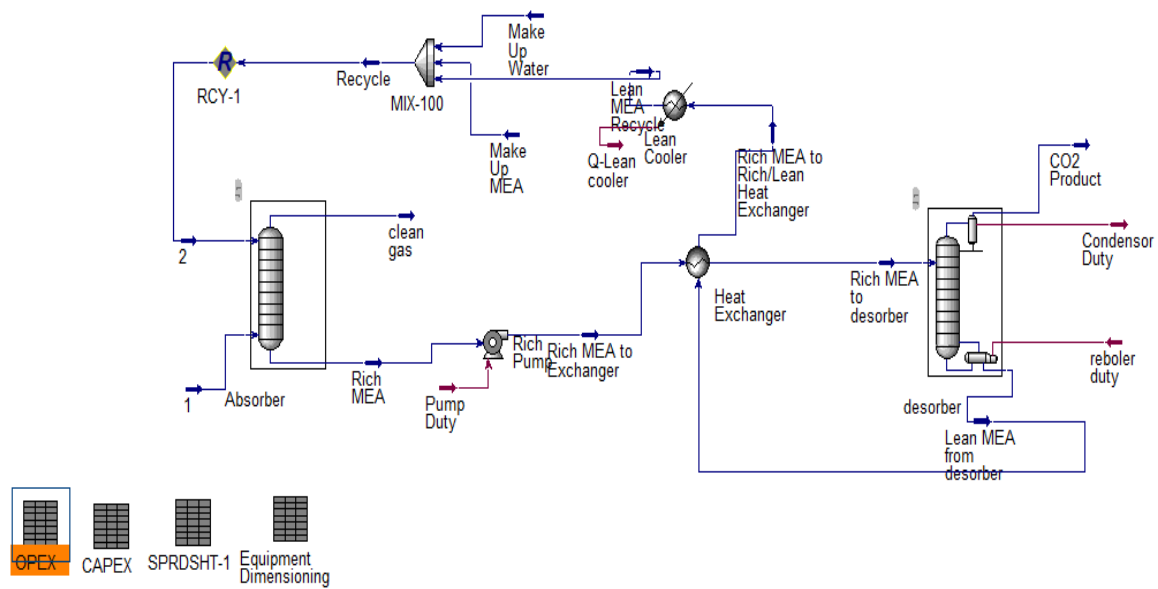 Make
Up
Water
R
RCY-1
Recycle
MIX-100
Lean
MEA
Recycle
Lean
Cooler
Q-Lean
cooler
Make
Up
MEA
Rich MEA to
Rich/Lean
Heat
Exchanger
CO2
Product
2
clean
gas
Condensor
Duty
Rich MEA
to
desorber
Heat
Exchanger
Rich
Pump
Rich MEA to
Exchanger
Rich
MEA
reboler
duty
1
Absorber
Pump
Duty
desorber
Lean MEA
from
desorber
OPEX
CAPEX
SPRDSHT-1
Equipment
Dimensioning